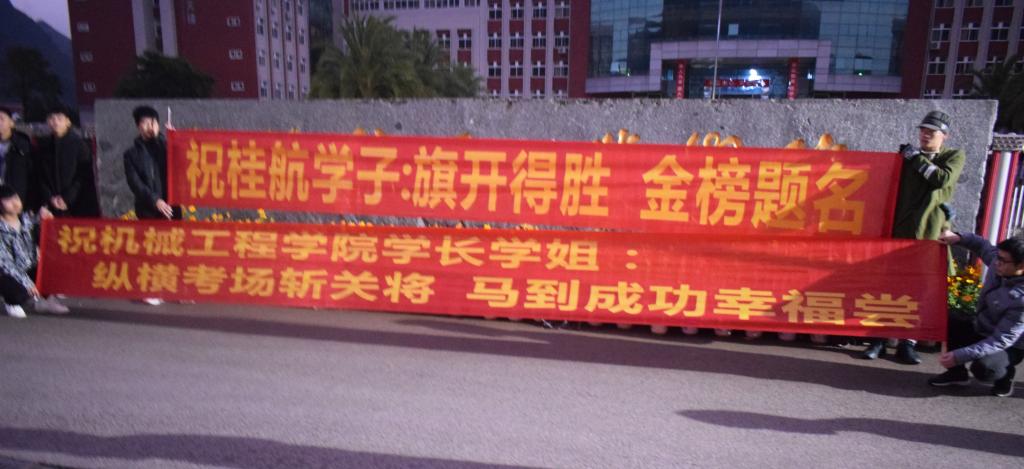 祝桂航学子:旗开得胜 金榜题名
祝机械工程学院学长学姐：
纵横考场斩关将 马到成功幸福尝